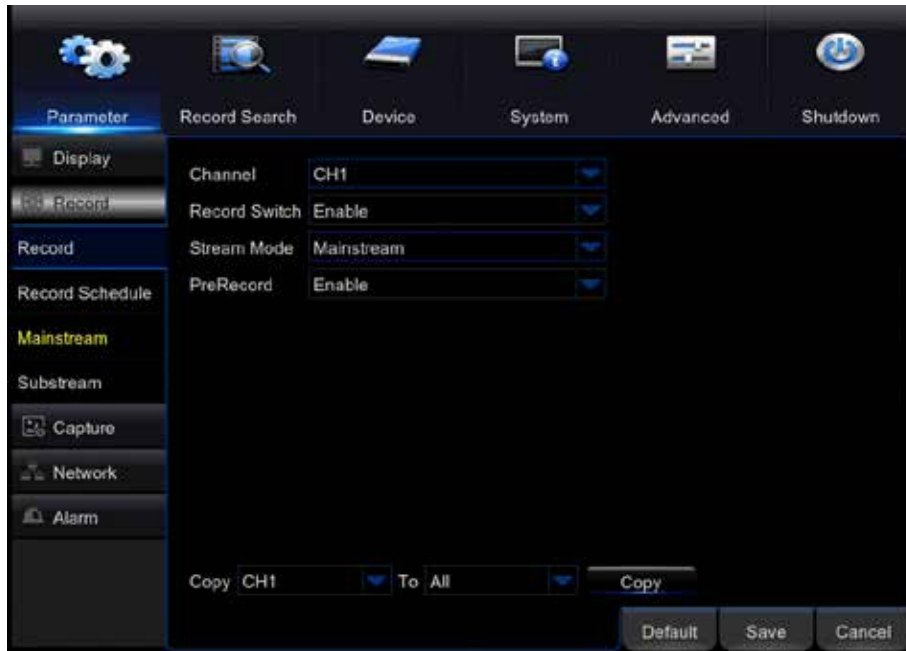 Parameter Record Search Device System Advanced Shutdown
Display
Record
Record
Record Schedule
Mainstream
Substream
Capture
Network
Alarm
Channel CH1
Record Switch Enable
Stream Mode Mainstream
PreRecord Enable
Copy CH1 To All Copy
Default Save Cancel